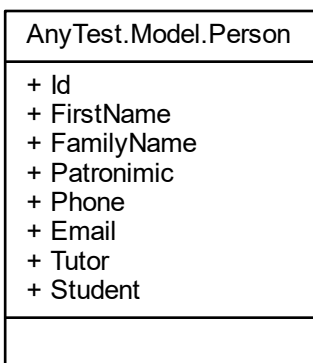 AnyTest.Model.Person
+ Id
+ FirstName
+ FamilyName
+ Patronimic
+ Phone
+ Email
+ Tutor
+ Student